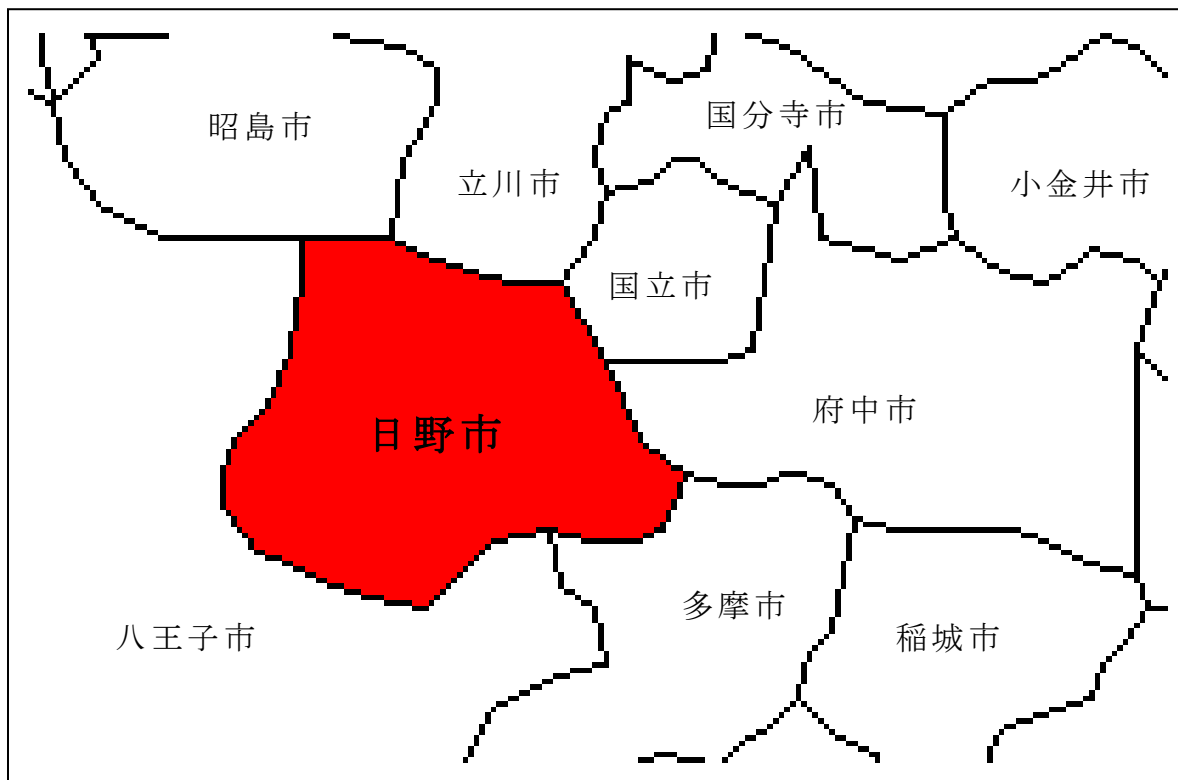 国分寺市
昭島市
立川市
小金井市
国立市
府中市
日野市
多摩市
八王子市
稲城市